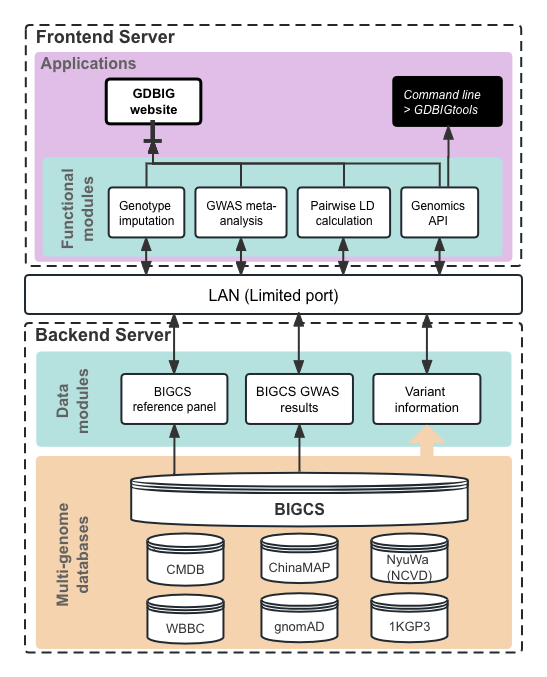 Frontend Server
Applications
GDBIG
website
Command line
> GDBIGtools
Functional
modules
Genotype
imputation
GWAS meta-
analysis
Pairwise LD
calculation
Genomics
API
LAN (Limited port)
Backend Server
Data
modules
BIGCS
reference panel
BIGCS GWAS
results
Variant
information
Multi-genome
databases
BIGCS
CMDB
ChinaMAP
NyuWa
(NCVD)
WBBC
gnomAD
1KGP3